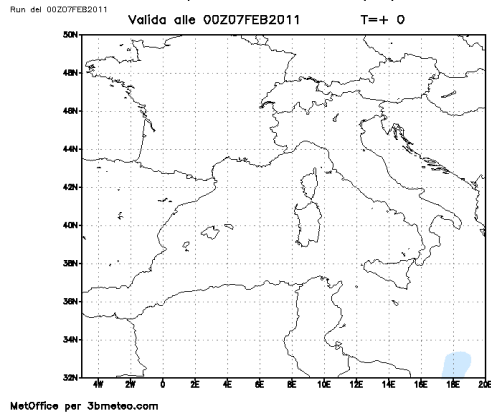 Run del 00Z07FEB2011
Valida alle 00Z07FEB2011 T=+ 0
50N
48N
46N
44N
42N
40N
38N
36N
34N
32N
4W 2W 0 2E 4E 6E 8E 10E 12E 14E 16E 18E 20E
MetOffice per 3bmeteo.com